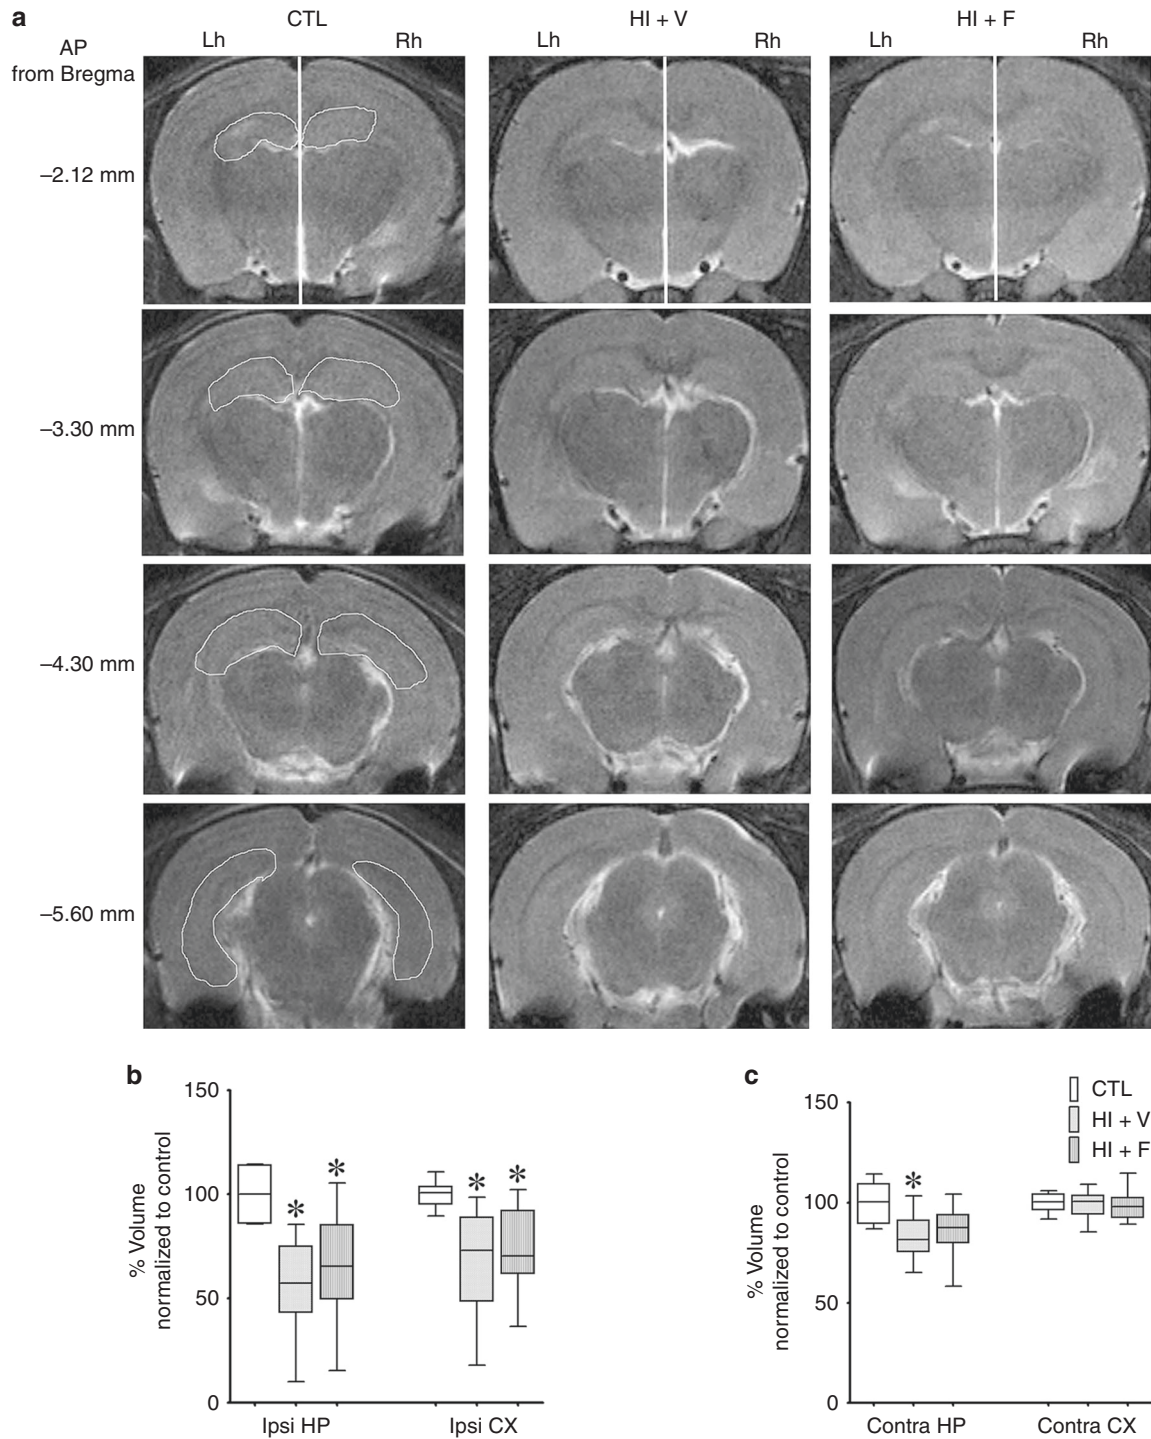 a
CTL
HI + V
HI + F
AP
from Bregma
Lh
Rh
Lh
Rh
Lh
Rh
–2.12 mm
–3.30 mm
–4.30 mm
–5.60 mm
b
% Volume
normalized to control
150
100
50
0
*
*
*
*
Ipsi HP
Ipsi CX
c
% Volume
normalized to control
150
100
50
0
*
Contra HP
Contra CX
CTL
HI + V
HI + F